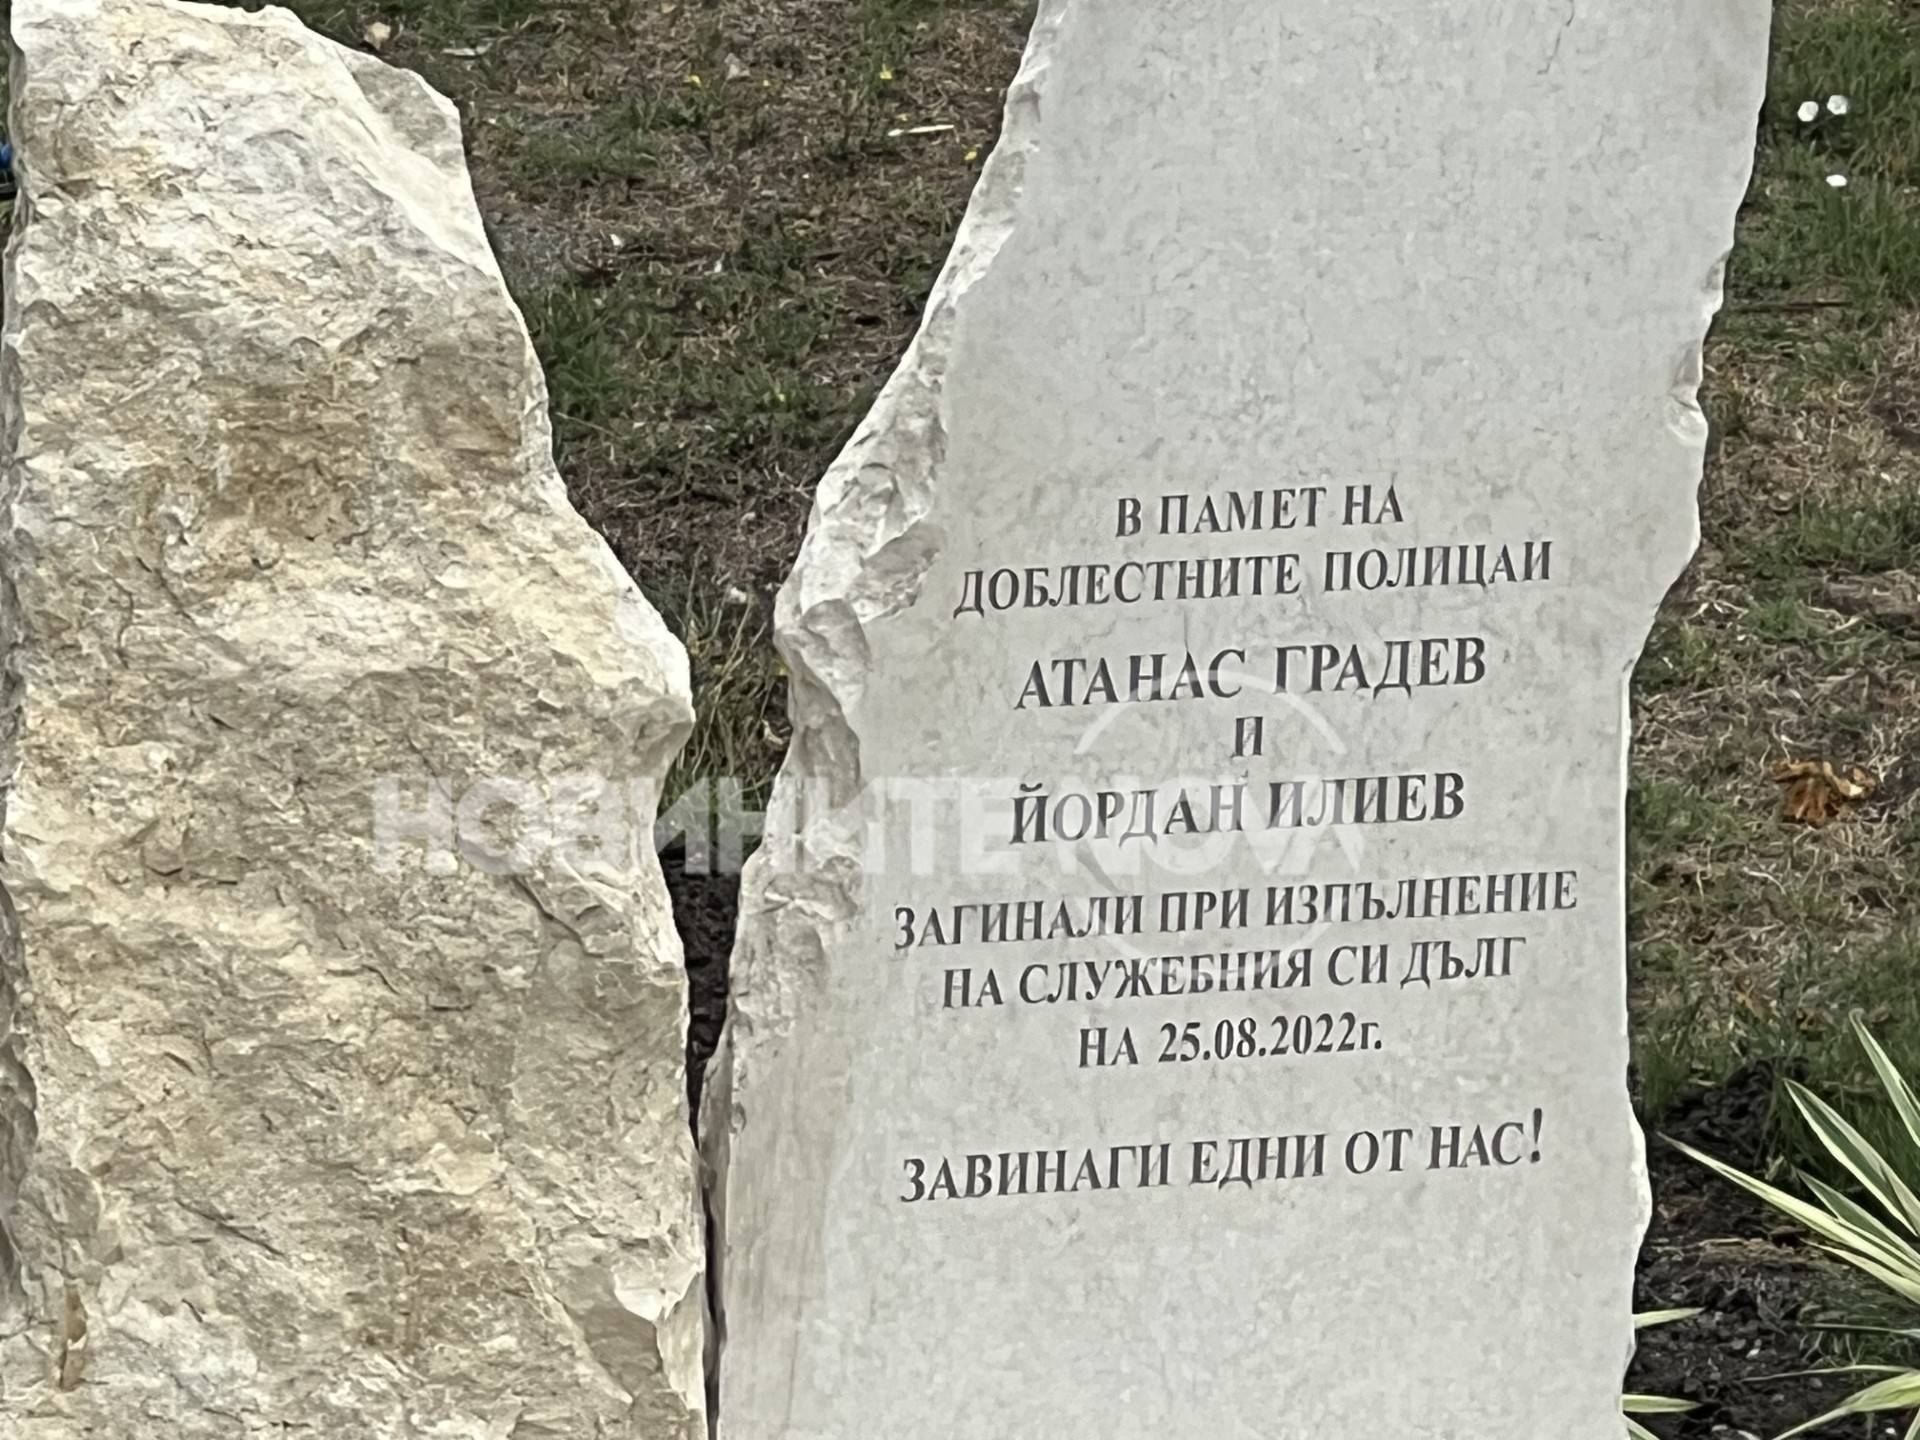 В ПАМЕТ НА
ДОБЛЕСТНИТЕ ПОЛИЦАИ
АТАНАС ГРАДЕВ
И
ЙОРДАН ИЛИЕВ
НОВИНИТЕ NOVA
ЗАГИНАЛИ ПРИ ИЗПЪЛНЕНИЕ
НА СЛУЖЕБНИЯ СИ ДЪЛГ
НА 25.08.2022г.
ЗАВИНАГИ ЕДНИ ОТ НАС!